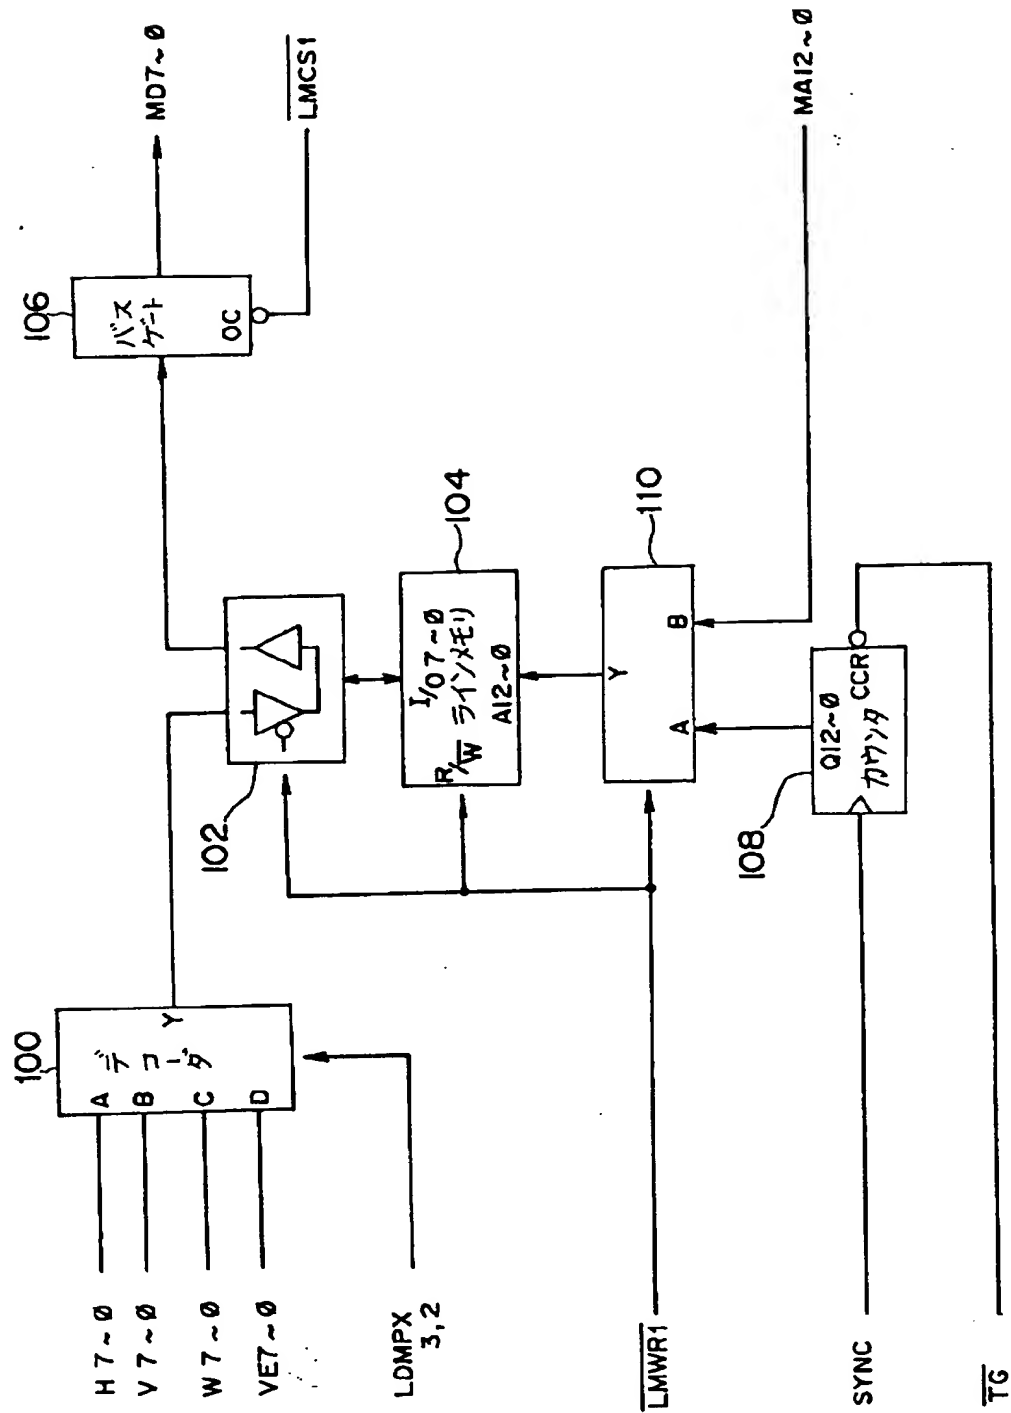 H7~0
V7~0
W7~0
VE7~0
LDMPX
3,2
LMWR1
SYNC
TG
100
A
B
C
D
デコーダ
Y
102
R/W
I/O7~0
ラインメモリ
A12~0
104
Y
A
B
110
108
Q12~0
カウンタ
CCR
106
バス
ゲート
OC
MD7~0
LMCS1
MA12~0